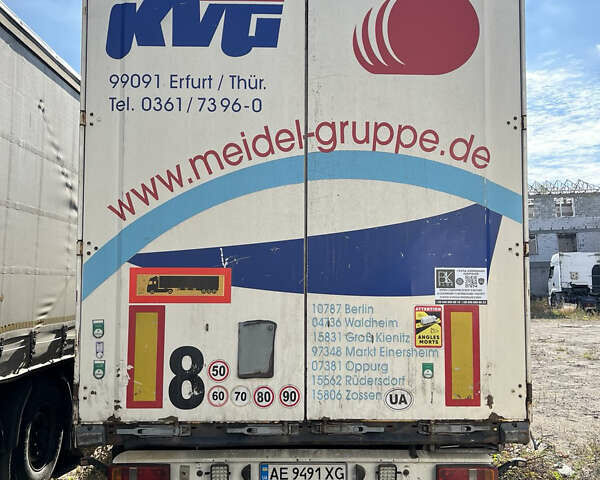 KVG
99091 Erfurt / Thür.
Tel. 0361/7396-0
www.meidel-gruppe.de
10787 Berlin
04736 Waldheim
15831 Groß Kienitz
97348 Markt Einersheim
07381 Oppurg
15562 Rüdersdorf
15806 Zossen
ATTENTION
ANGLES
MORTS
8
50
60 70 80 90
UA
AE 9491 XG